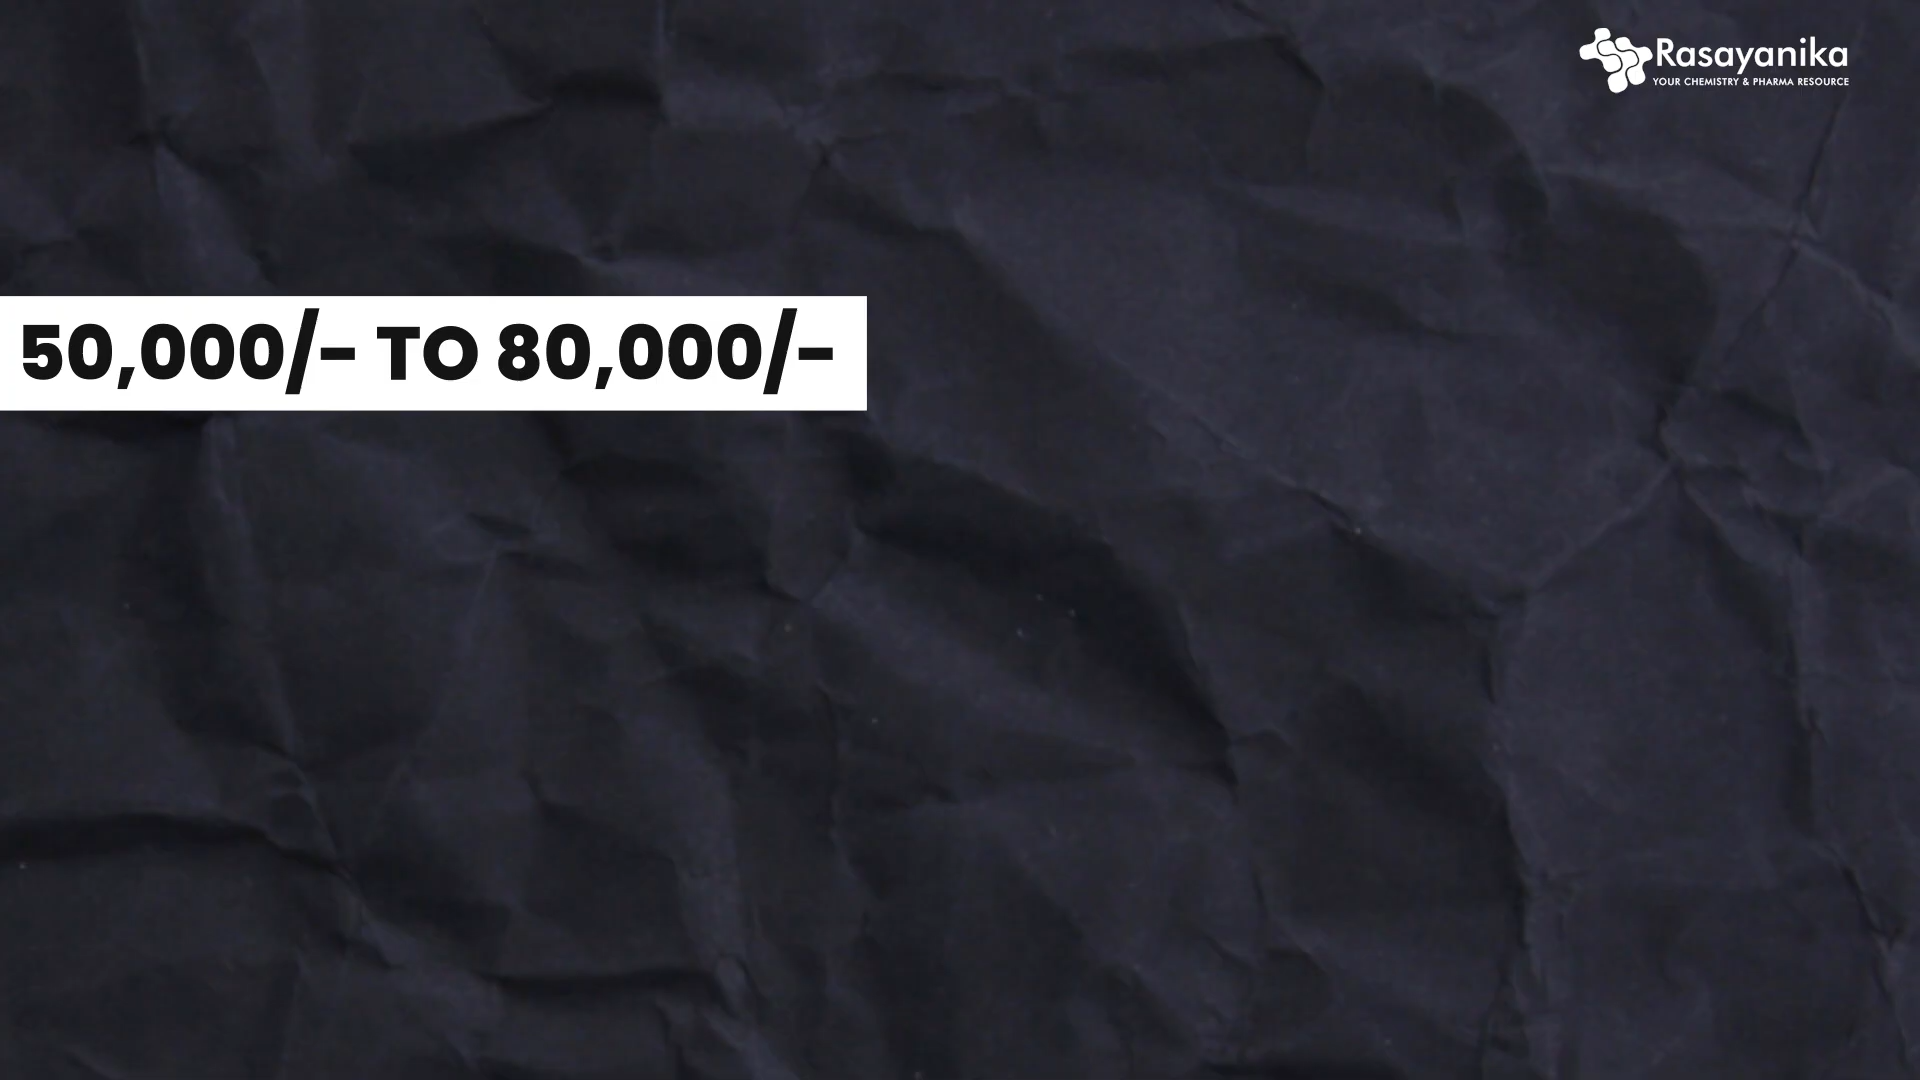 Rasayanika
YOUR CHEMISTRY & PHARMA RESOURCE
50,000/- TO 80,000/-